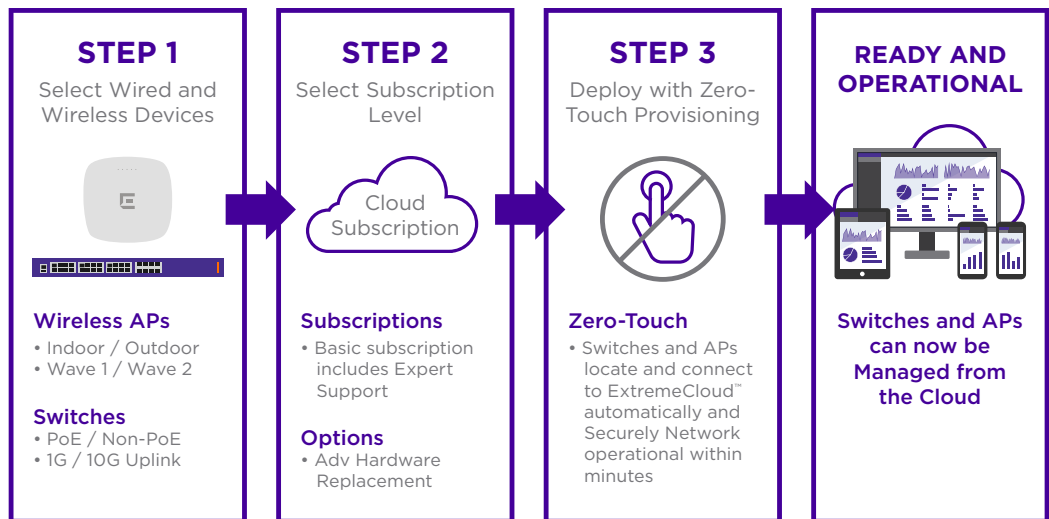 STEP 1
Select Wired and
Wireless Devices
Wireless APs
• Indoor / Outdoor
• Wave 1 / Wave 2
Switches
• PoE / Non-PoE
• 1G / 10G Uplink
STEP 2
Select Subscription
Level
Cloud
Subscription
Subscriptions
• Basic subscription
includes Expert
Support
Options
• Adv Hardware
Replacement
STEP 3
Deploy with Zero-
Touch Provisioning
Zero-Touch
• Switches and APs
locate and connect
to ExtremeCloud™
automatically and
Securely Network
operational within
minutes
READY AND
OPERATIONAL
Switches and APs
can now be
Managed from
the Cloud